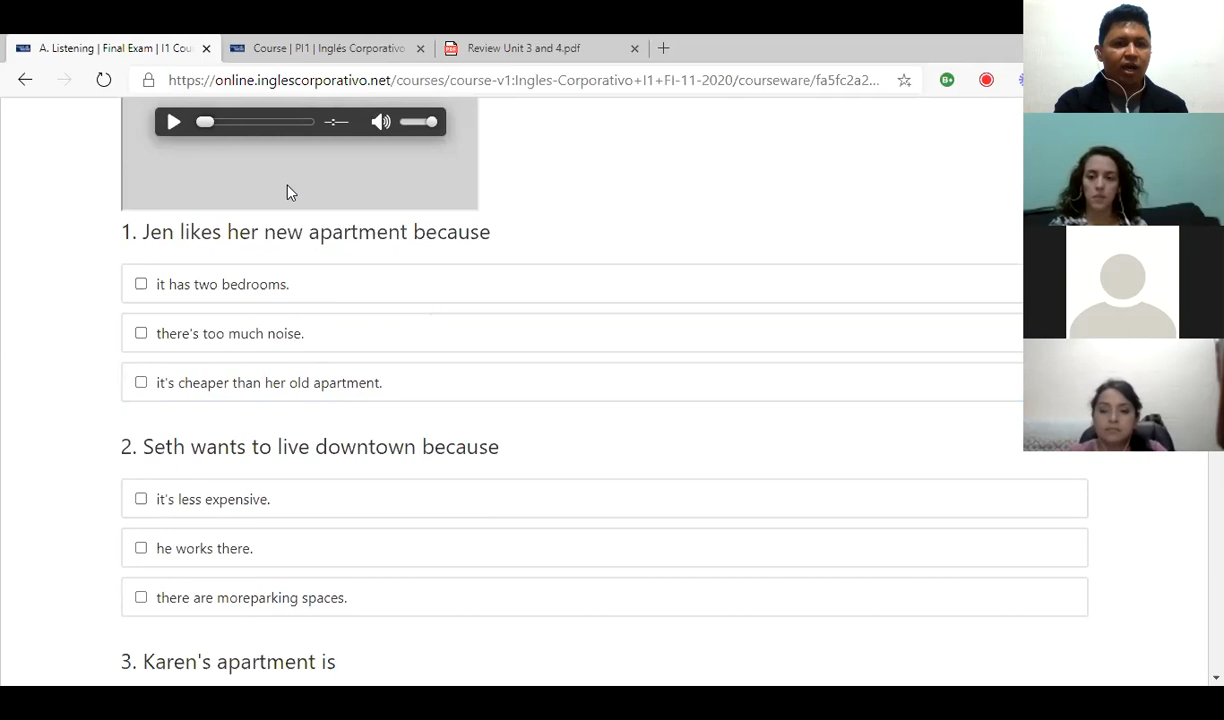 A. Listening | Final Exam | I1 Cou
Course | PI1 | Inglés Corporativo
PDF
Review Unit 3 and 4.pdf
https://online.inglescorporativo.net/courses/course-v1:Ingles-Corporativo+I1+FI-11-2020/courseware/fa5fc2a2...
6+
-:-
1. Jen likes her new apartment because
it has two bedrooms.
there's too much noise.
it's cheaper than her old apartment.
2. Seth wants to live downtown because
it's less expensive.
he works there.
there are moreparking spaces.
3. Karen's apartment is